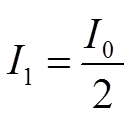 I₁ = I₀/2